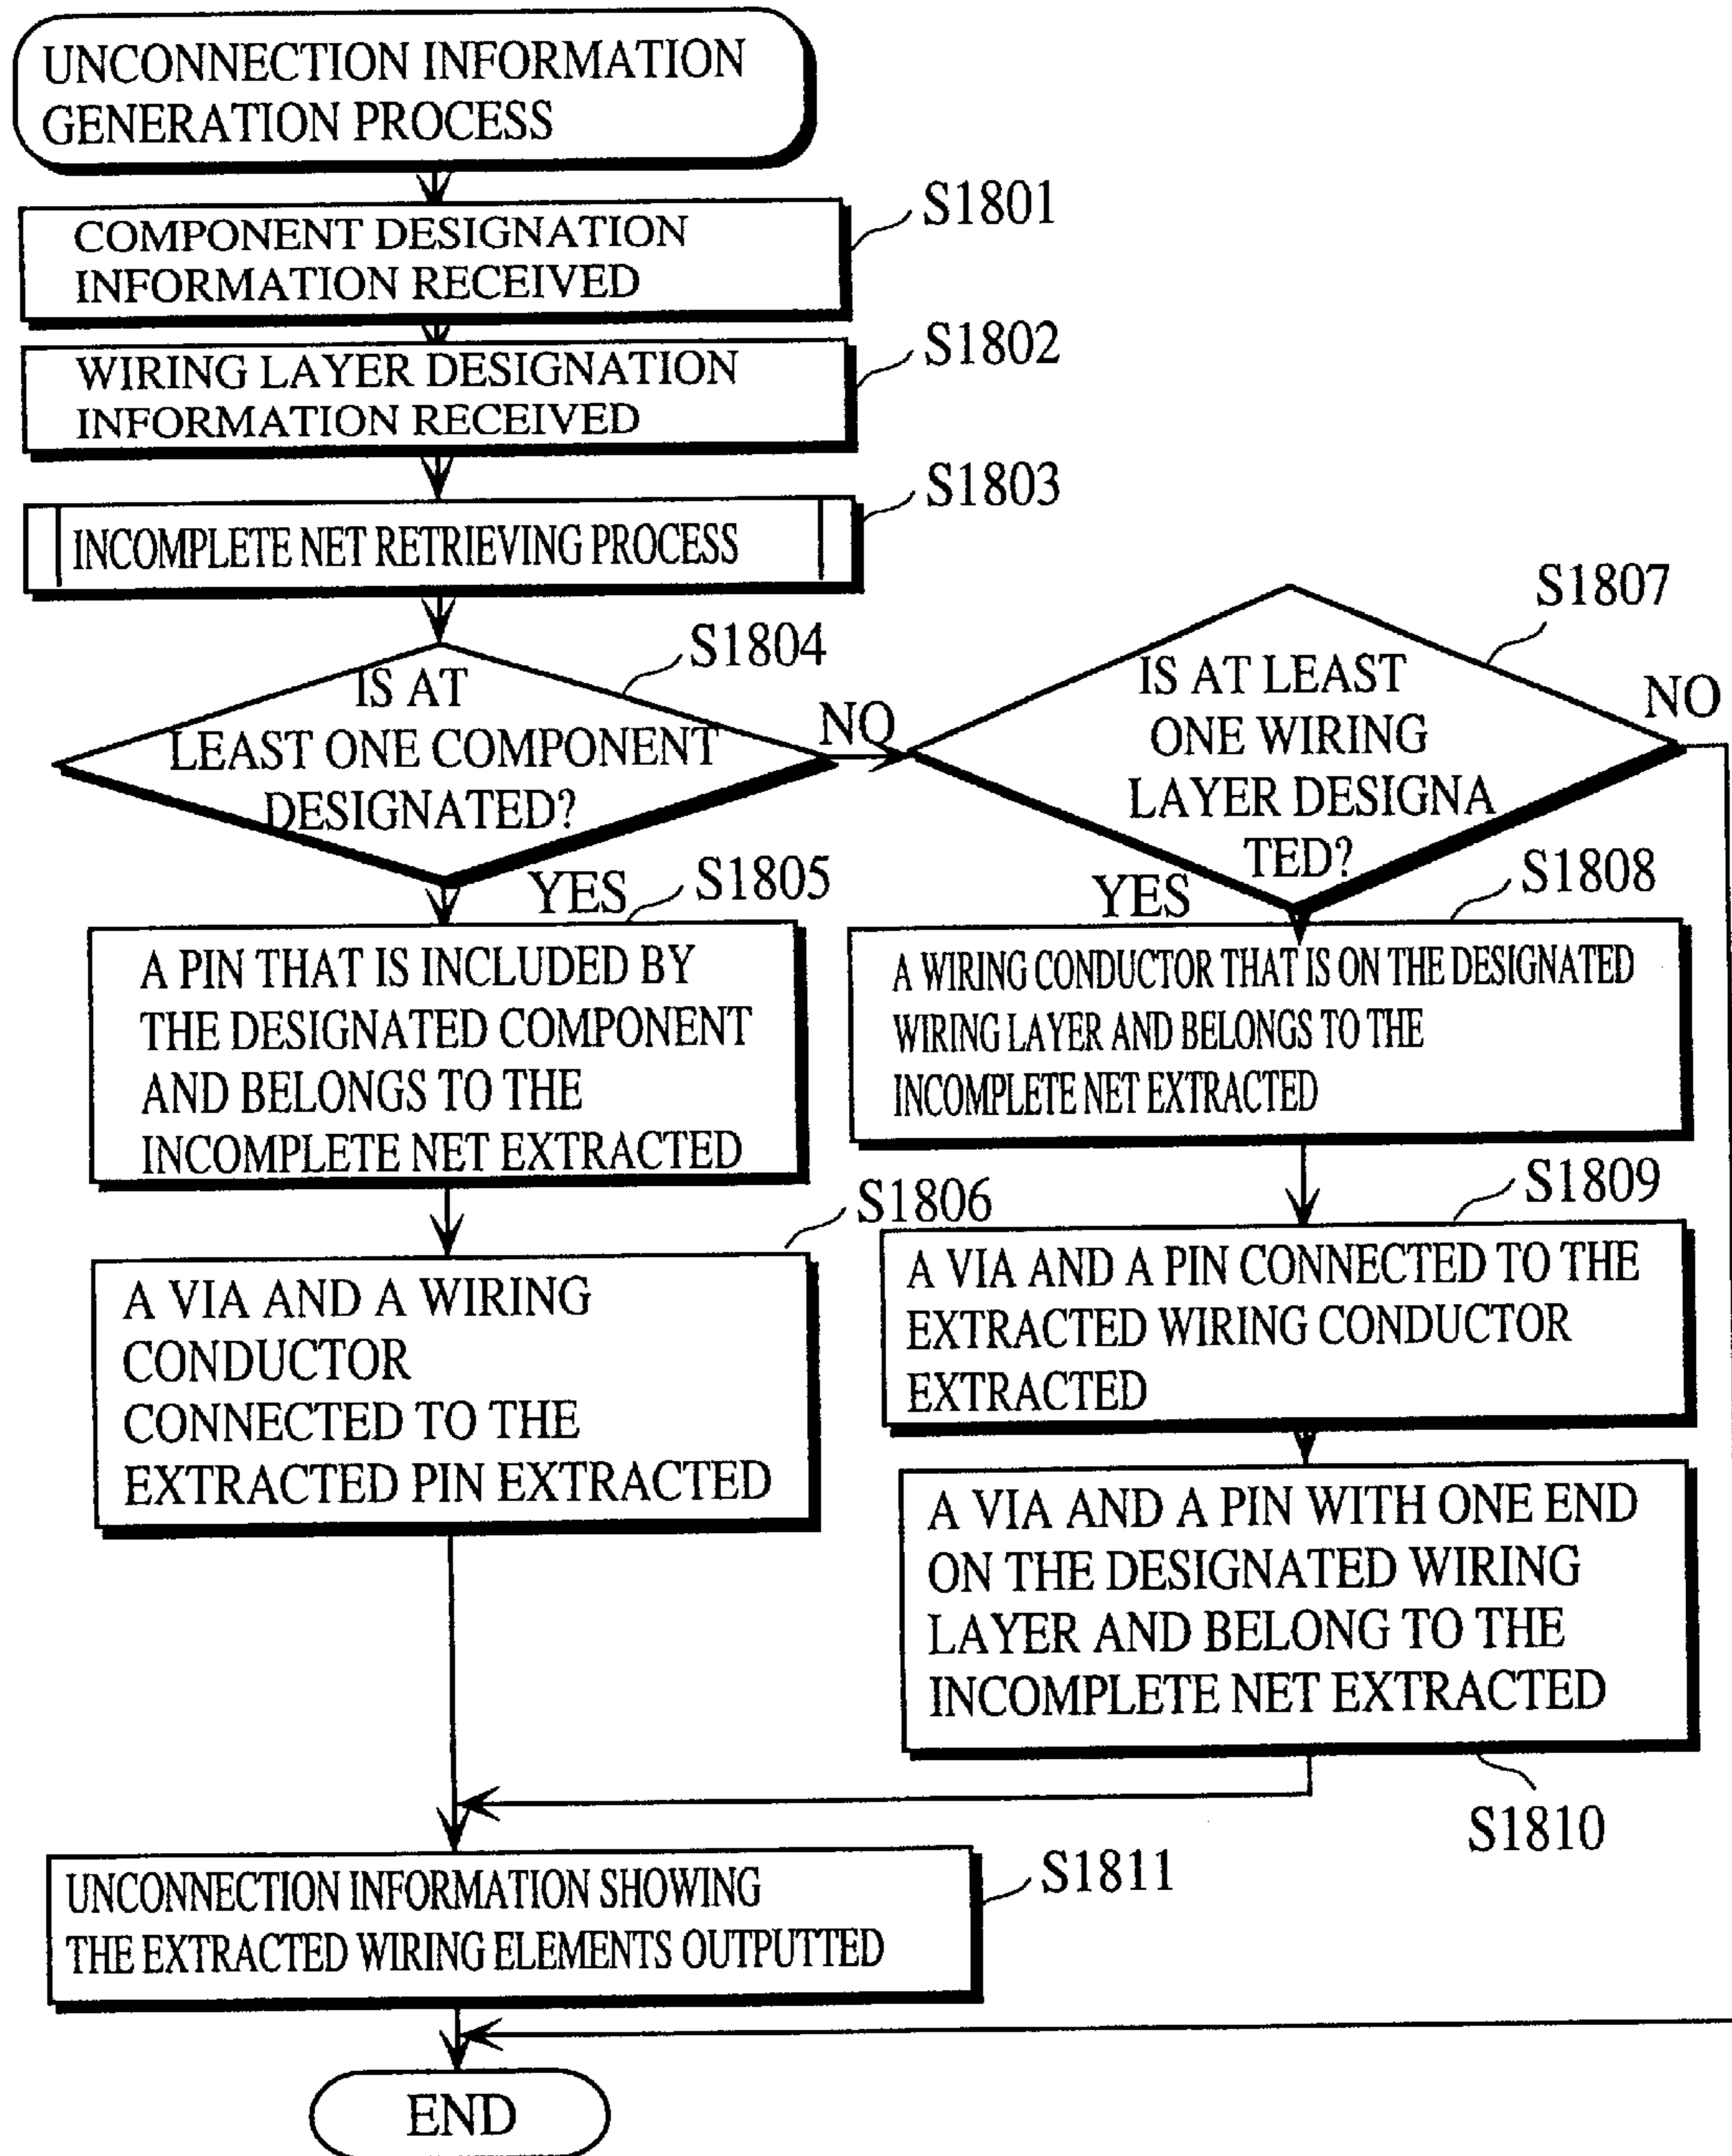 UNCONNECTION INFORMATION
GENERATION PROCESS
S1801
COMPONENT DESIGNATION
INFORMATION RECEIVED
S1802
WIRING LAYER DESIGNATION
INFORMATION RECEIVED
S1803
INCOMPLETE NET RETRIEVING PROCESS
S1804
IS AT
LEAST ONE COMPONENT
DESIGNATED?
NO
YES
S1805
A PIN THAT IS INCLUDED BY
THE DESIGNATED COMPONENT
AND BELONGS TO THE
INCOMPLETE NET EXTRACTED
S1806
A VIA AND A WIRING
CONDUCTOR
CONNECTED TO THE
EXTRACTED PIN EXTRACTED
S1807
IS AT LEAST
ONE WIRING
LAYER DESIGNA
TED?
NO
YES
S1808
A WIRING CONDUCTOR THAT IS ON THE DESIGNATED
WIRING LAYER AND BELONGS TO THE
INCOMPLETE NET EXTRACTED
S1809
A VIA AND A PIN CONNECTED TO THE
EXTRACTED WIRING CONDUCTOR
EXTRACTED
A VIA AND A PIN WITH ONE END
ON THE DESIGNATED WIRING
LAYER AND BELONG TO THE
INCOMPLETE NET EXTRACTED
S1810
S1811
UNCONNECTION INFORMATION SHOWING
THE EXTRACTED WIRING ELEMENTS OUTPUTTED
END